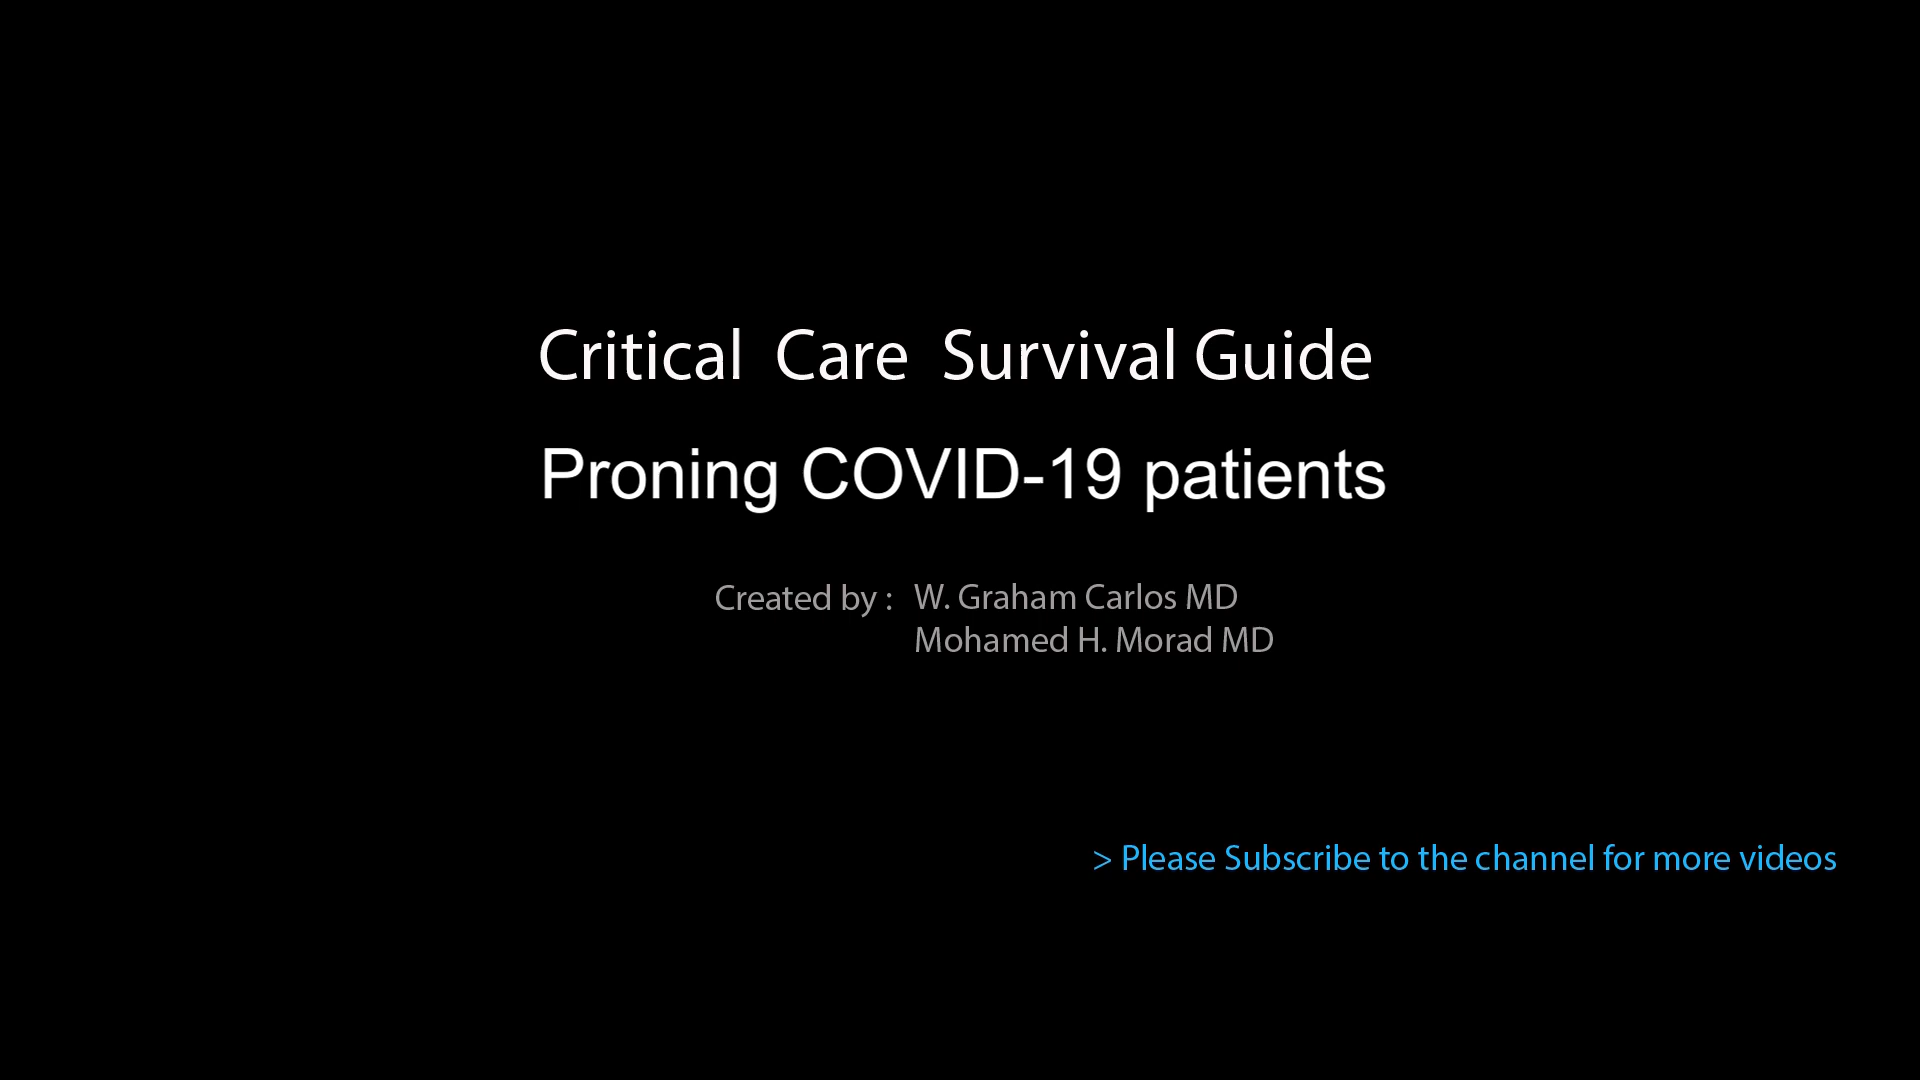 Critical Care Survival Guide
Proning COVID-19 patients
Created by : W. Graham Carlos MD
Mohamed H. Morad MD
> Please Subscribe to the channel for more videos